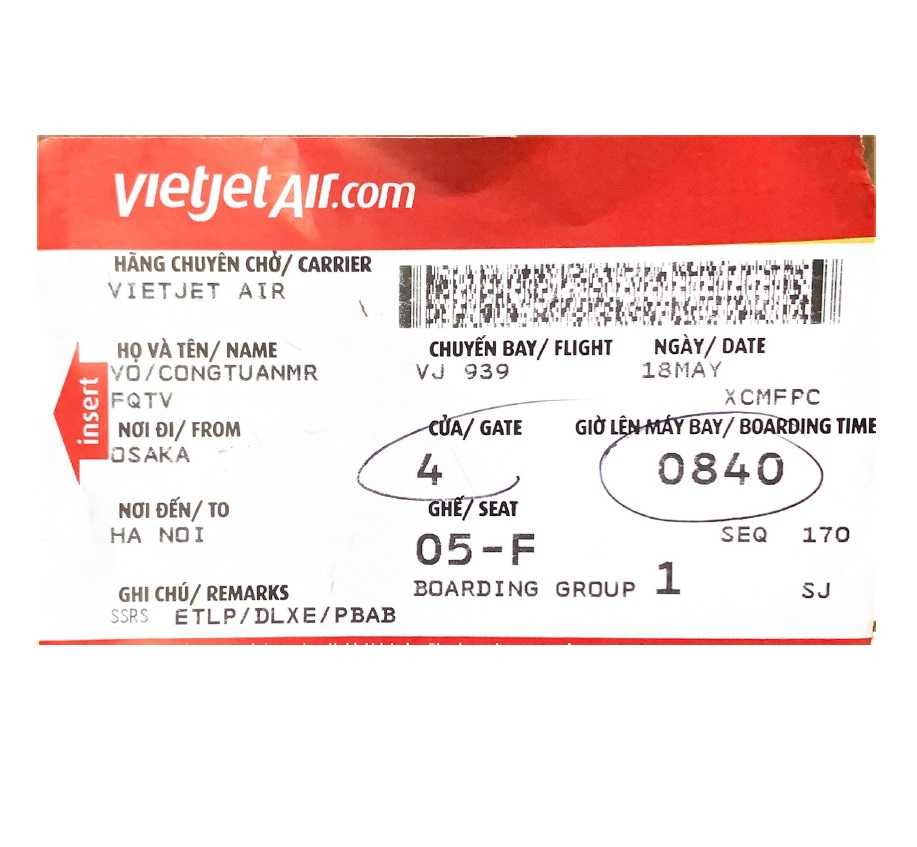 vietjetAir.com
HÃNG CHUYÊN CHỞ/ CARRIER
VIETJET AIR
HỌ VÀ TÊN/ NAME
VO/CONGTUANMR
CHUYẾN BAY/ FLIGHT
VJ 939
NGÀY/ DATE
18MAY
FQTV
XCMFPC
insert
NƠI ĐI/ FROM
OSAKA
CỬA/ GATE
4
GIỜ LÊN MÁY BAY/ BOARDING TIME
0840
NƠI ĐẾN/ TO
HA NOI
GHẾ/ SEAT
05-F
SEQ 170
BOARDING GROUP 1
SJ
GHI CHÚ/ REMARKS
SSRS ETLP/DLXE/PBAB